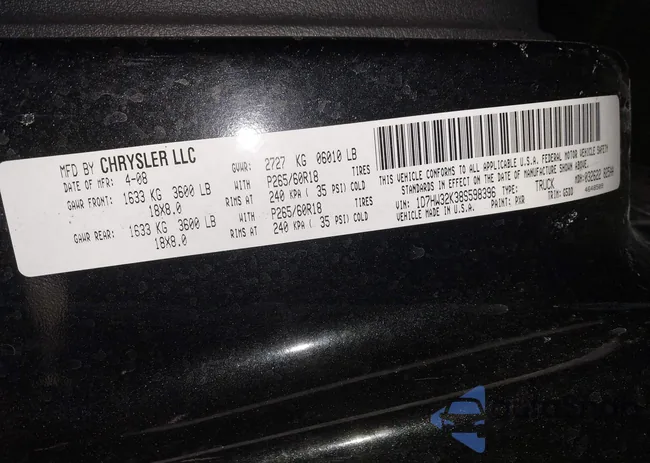 MFD BY CHRYSLER LLC
DATE OF MFR: 4-08
GVWR: 2727 KG 06010 LB
GAWR FRONT: 1633 KG 3600 LB WITH P265/60R18 TIRES
18X8.0 RIMS AT 240 KPA ( 35 PSI) COLD
GAWR REAR: 1633 KG 3600 LB WITH P265/60R18 TIRES
18X8.0 RIMS AT 240 KPA ( 35 PSI) COLD
THIS VEHICLE CONFORMS TO ALL APPLICABLE U.S.A. FEDERAL MOTOR VEHICLE SAFETY
STANDARDS IN EFFECT ON THE DATE OF MANUFACTURE SHOWN ABOVE.
VIN: 1D7HW32K38S598396 TYPE: TRUCK MDH:
MADE IN U.S.A. PAINT: PXR TRIM: